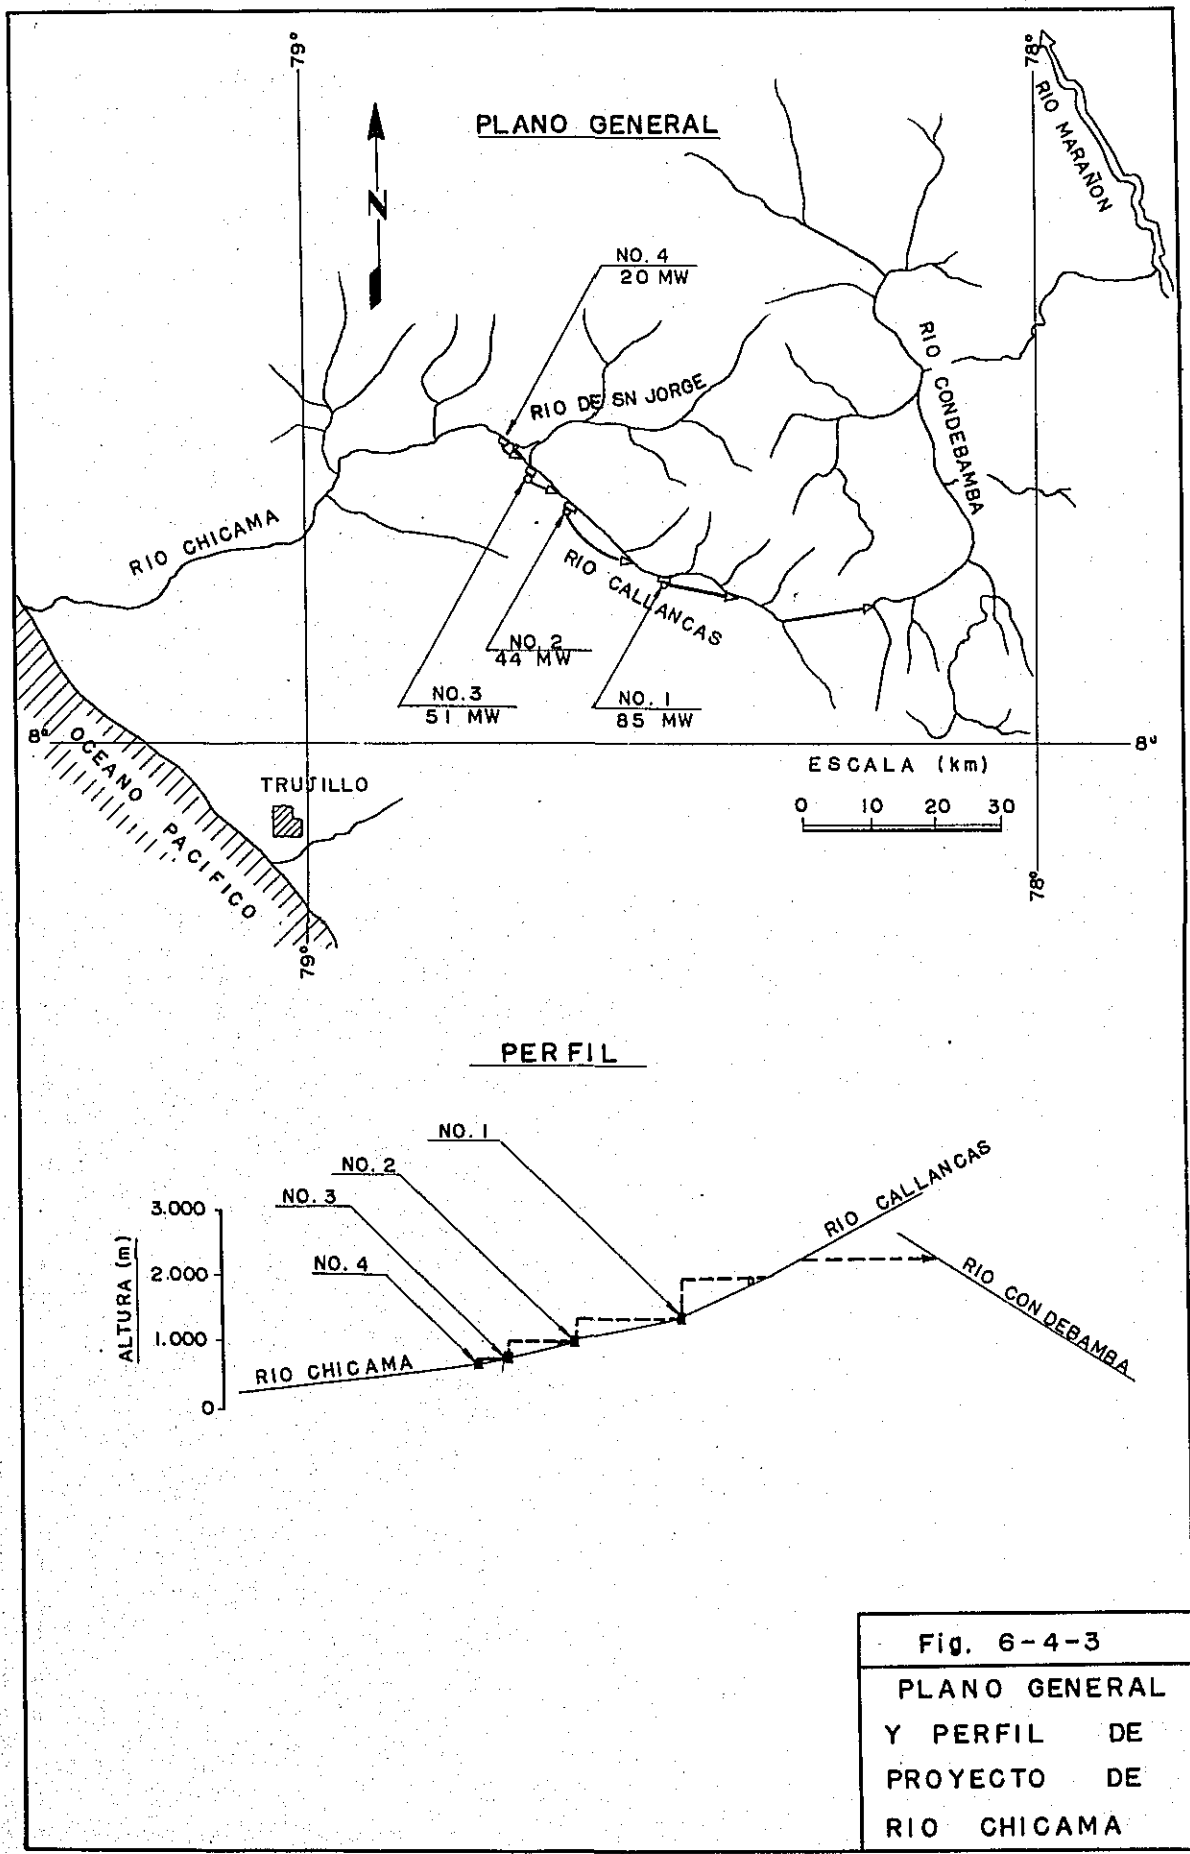 79°
78°
RIO MARAÑON
PLANO GENERAL
N
NO. 4
20 MW
RIO DE SN JORGE
RIO CONDEBAMBA
RIO CHICAMA
RIO CALLANCAS
NO. 2
44 MW
NO. 3
51 MW
NO. 1
85 MW
8°
8°
OCEANO PACIFICO
TRUJILLO
ESCALA (km)
0 10 20 30
79°
78°
PERFIL
NO. 1
NO. 2
NO. 3
NO. 4
RIO CALLANCAS
RIO CONDEBAMBA
RIO CHICAMA
ALTURA (m)
3.000
2.000
1.000
0
Fig. 6-4-3
PLANO GENERAL
Y PERFIL DE
PROYECTO DE
RIO CHICAMA